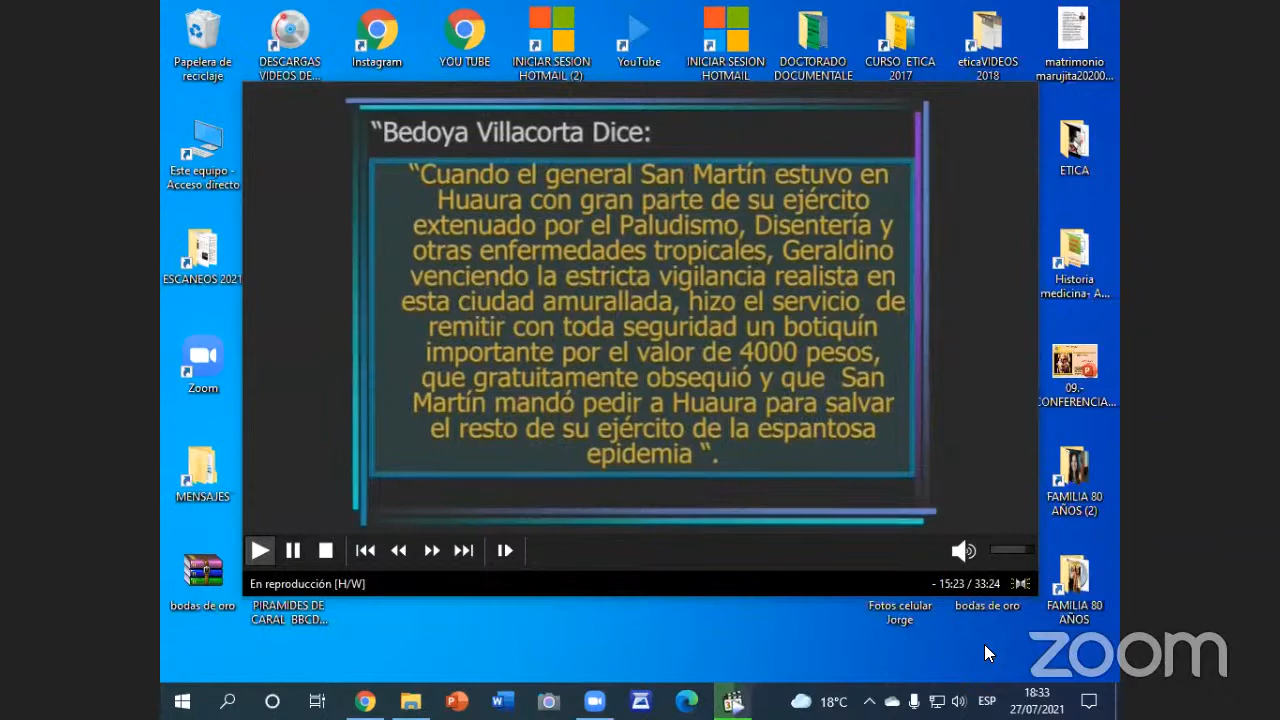 Papelera de
reciclaje
DESCARGAS
VIDEOS DE...
Instagram
YOU TUBE
INICIAR SESION
HOTMAIL (2)
YouTube
INICIAR SESION
HOTMAIL
DOCTORADO
DOCUMENTALE
CURSO ETICA
2017
eticaVIDEOS
2018
matrimonio
marujita20200...
Este equipo -
Acceso directo
ESCANEOS 2021
Zoom
MENSAJES
bodas de oro
"Bedoya Villacorta Dice:
"Cuando el general San Martín estuvo en
Huaura con gran parte de su ejército
extenuado por el Paludismo, Disentería y
otras enfermedades tropicales, Geraldino
venciendo la estricta vigilancia realista en
esta ciudad amurallada, hizo el servicio de
remitir con toda seguridad un botiquín
importante por el valor de 4000 pesos,
que gratuitamente obsequió y que San
Martín mandó pedir a Huaura para salvar
el resto de su ejército de la espantosa
epidemia ".
ETICA
Historia
medicina- A...
09.-
CONFERENCIA...
FAMILIA 80
AÑOS (2)
FAMILIA 80
AÑOS
En reproducción [H/W]
- 15:23 / 33:24
PIRAMIDES DE
CARAL BBCD...
Fotos celular
Jorge
bodas de oro
zoom
18°C
ESP
18:33
27/07/2021